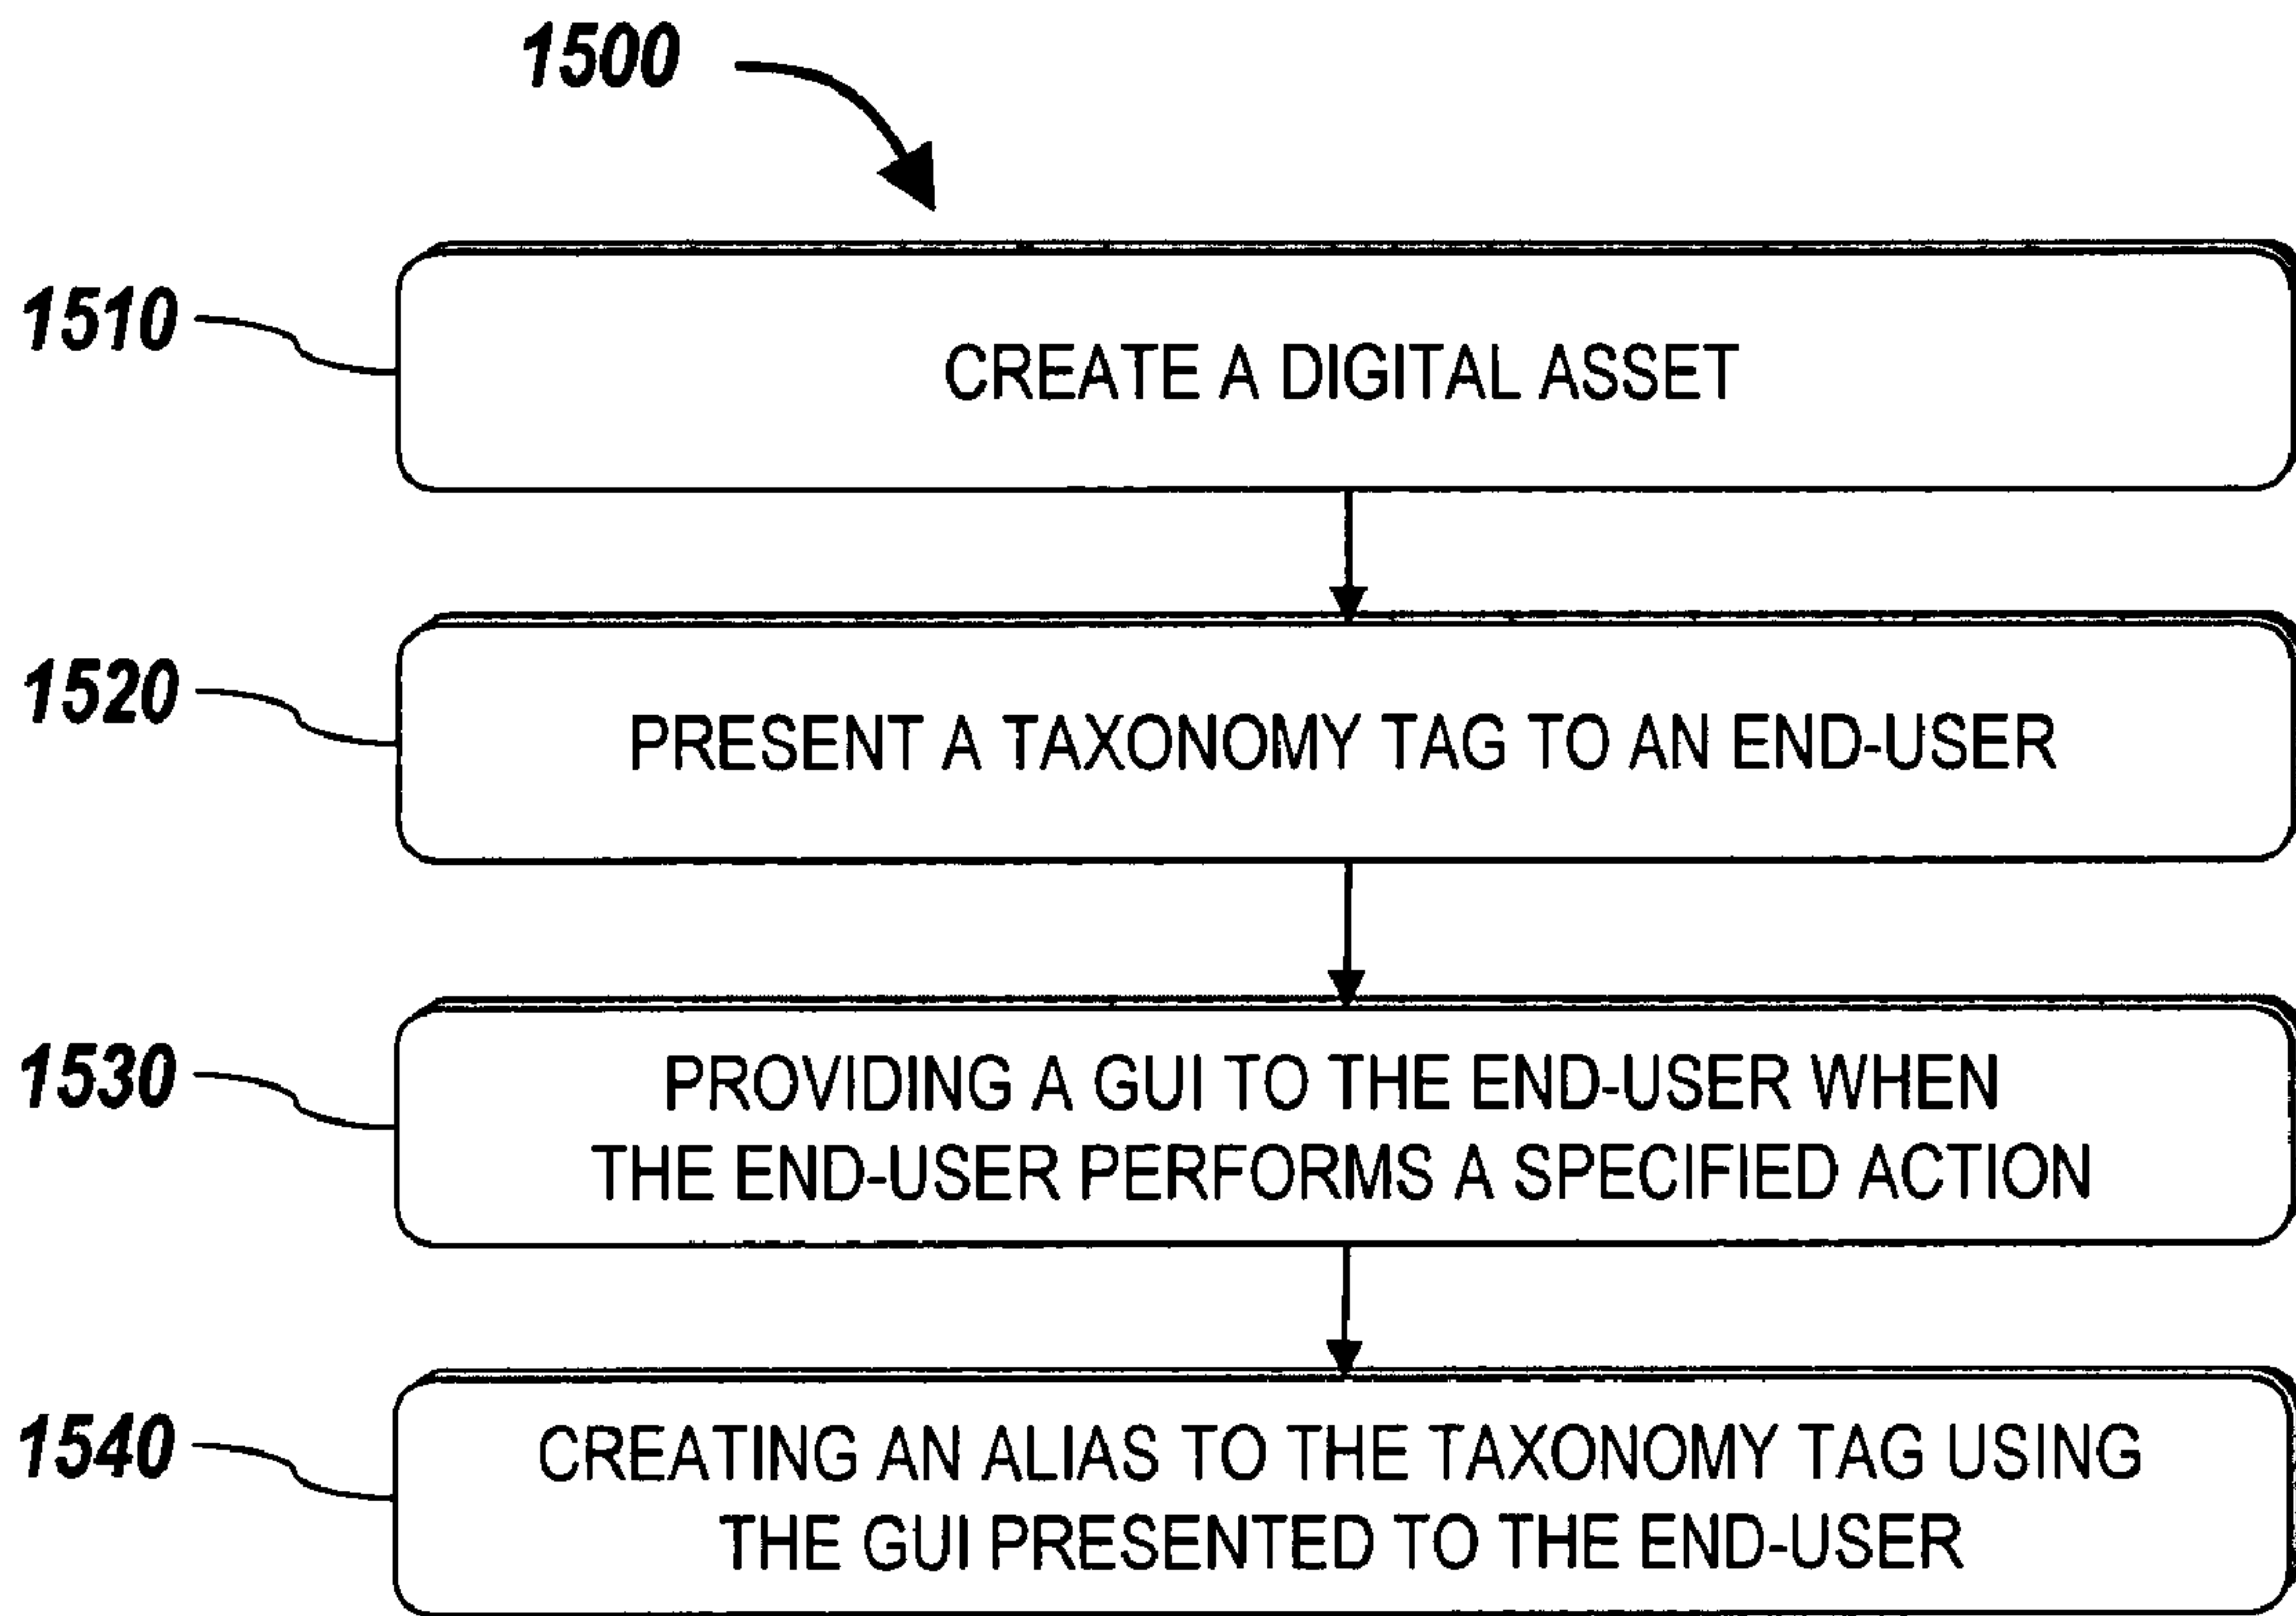 1500
1510
CREATE A DIGITAL ASSET
1520
PRESENT A TAXONOMY TAG TO AN END-USER
1530
PROVIDING A GUI TO THE END-USER WHEN
THE END-USER PERFORMS A SPECIFIED ACTION
1540
CREATING AN ALIAS TO THE TAXONOMY TAG USING
THE GUI PRESENTED TO THE END-USER